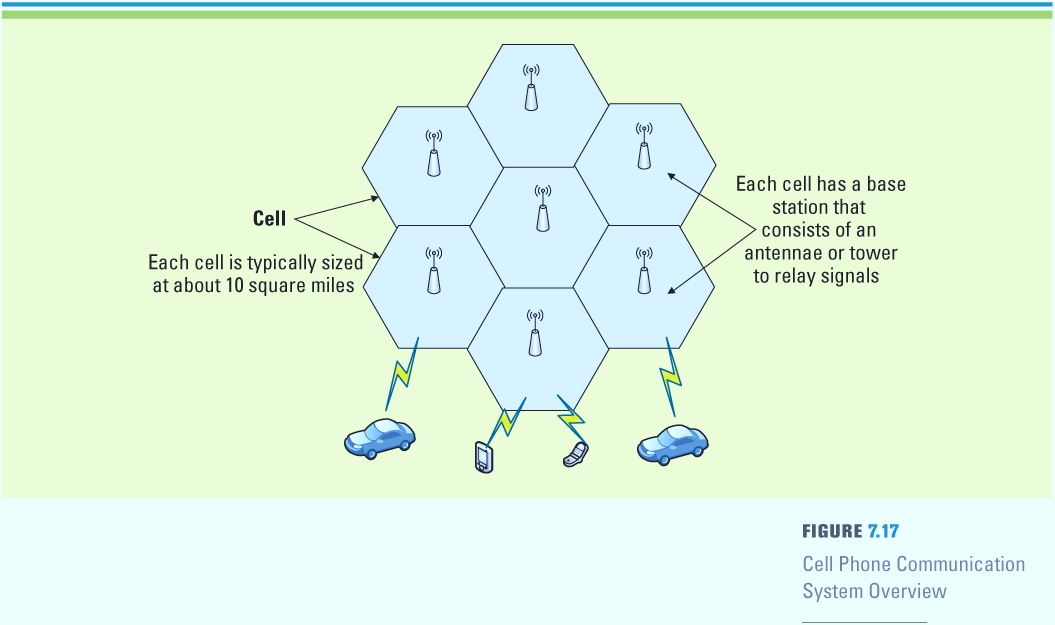 Cell
Each cell is typically sized
at about 10 square miles
Each cell has a base
station that
consists of an
antennae or tower
to relay signals
FIGURE 7.17
Cell Phone Communication
System Overview